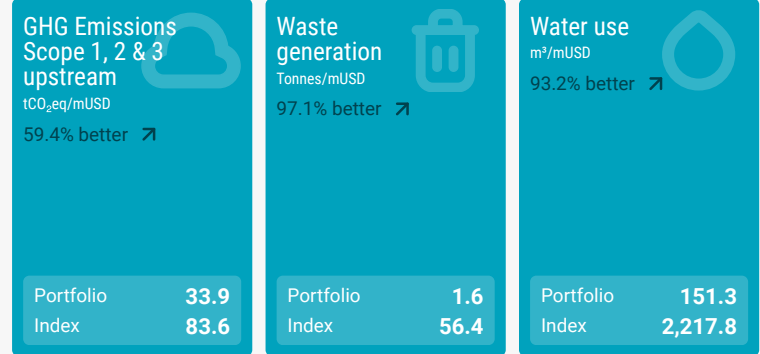 GHG Emissions
Scope 1, 2 & 3
upstream
tCO₂eq/mUSD
59.4% better
Portfolio 33.9
Index 83.6
Waste
generation
Tonnes/mUSD
97.1% better
Portfolio 1.6
Index 56.4
Water use
m³/mUSD
93.2% better
Portfolio 151.3
Index 2,217.8